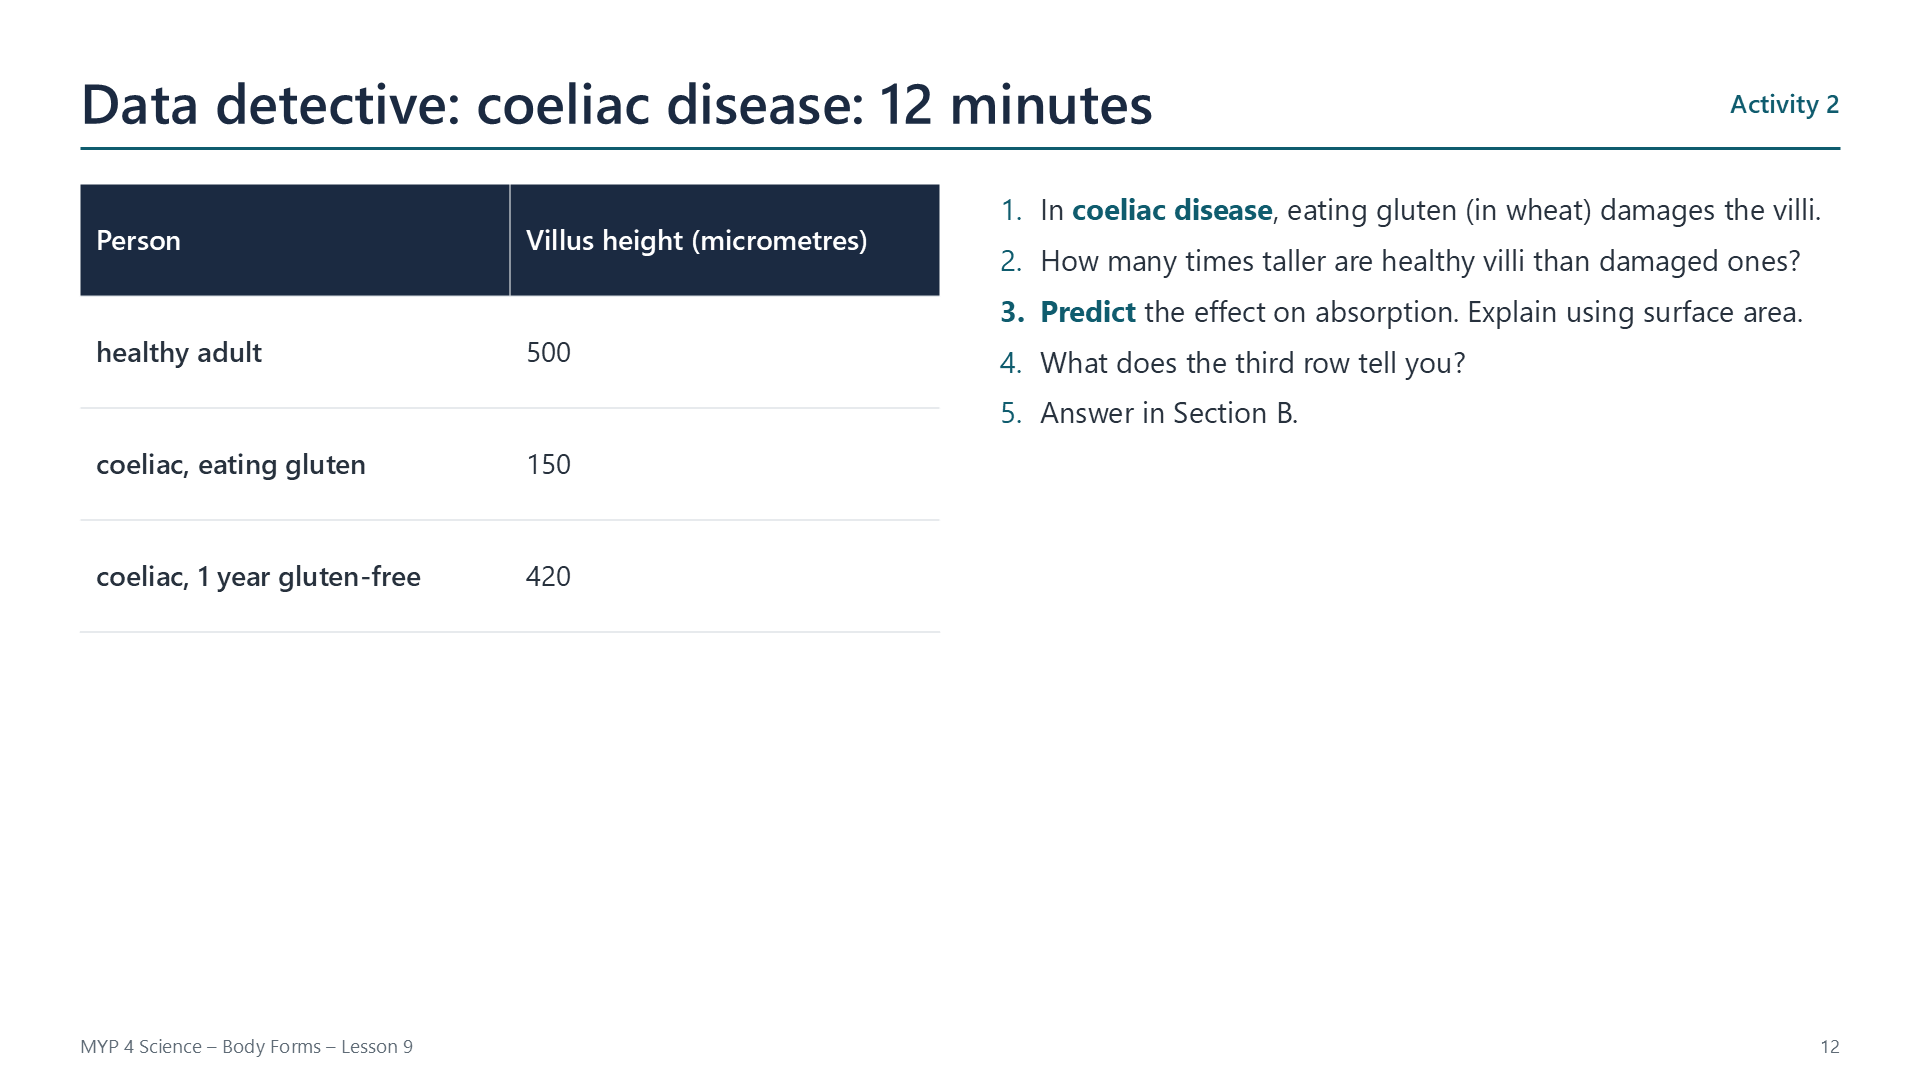 Data detective: coeliac disease: 12 minutes
Activity 2
Person
Villus height (micrometres)
healthy adult
500
coeliac, eating gluten
150
coeliac, 1 year gluten-free
420
1. In coeliac disease, eating gluten (in wheat) damages the villi.
2. How many times taller are healthy villi than damaged ones?
3. Predict the effect on absorption. Explain using surface area.
4. What does the third row tell you?
5. Answer in Section B.
MYP 4 Science – Body Forms – Lesson 9
12